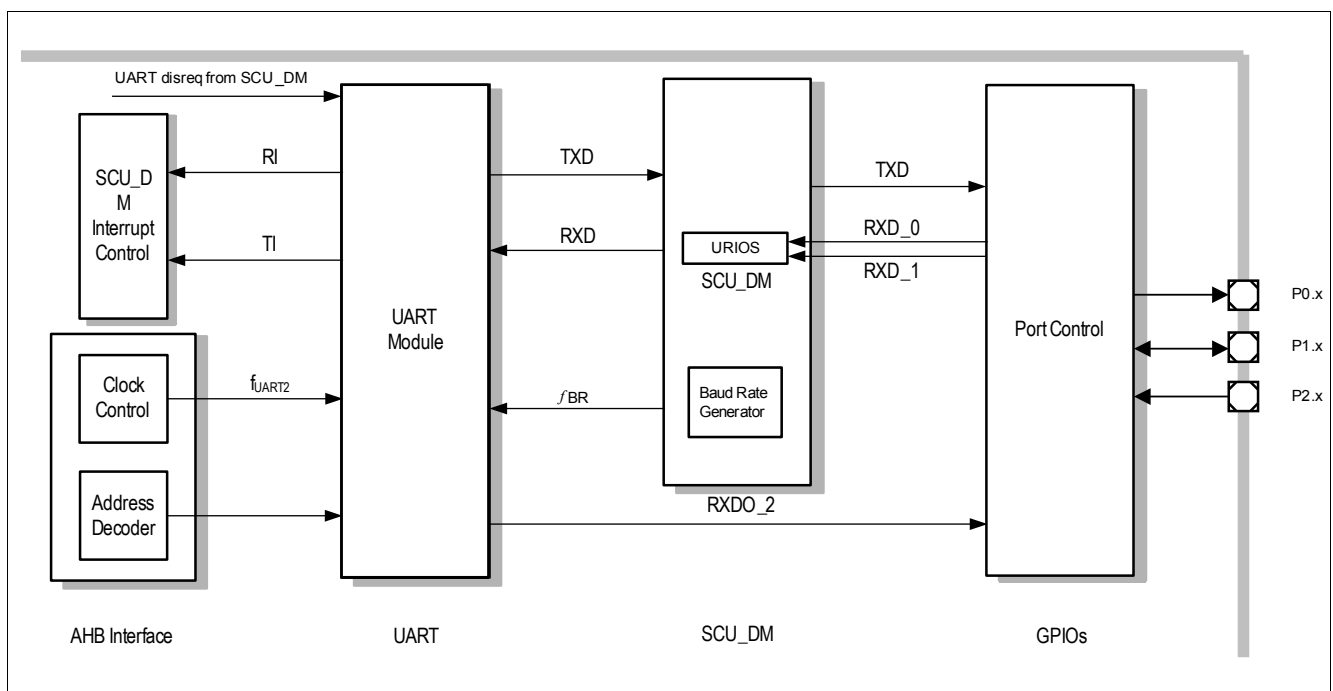 UART disreq from SCU_DM
SCU_D
M
Interrupt
Control
RI
TI
TXD
RXD
TXD
RXD_0
RXD_1
URIOS
SCU_DM
UART
Module
Port Control
P0.x
P1.x
P2.x
Clock
Control
fUART2
fBR
Baud Rate
Generator
Address
Decoder
RXDO_2
AHB Interface
UART
SCU_DM
GPIOs